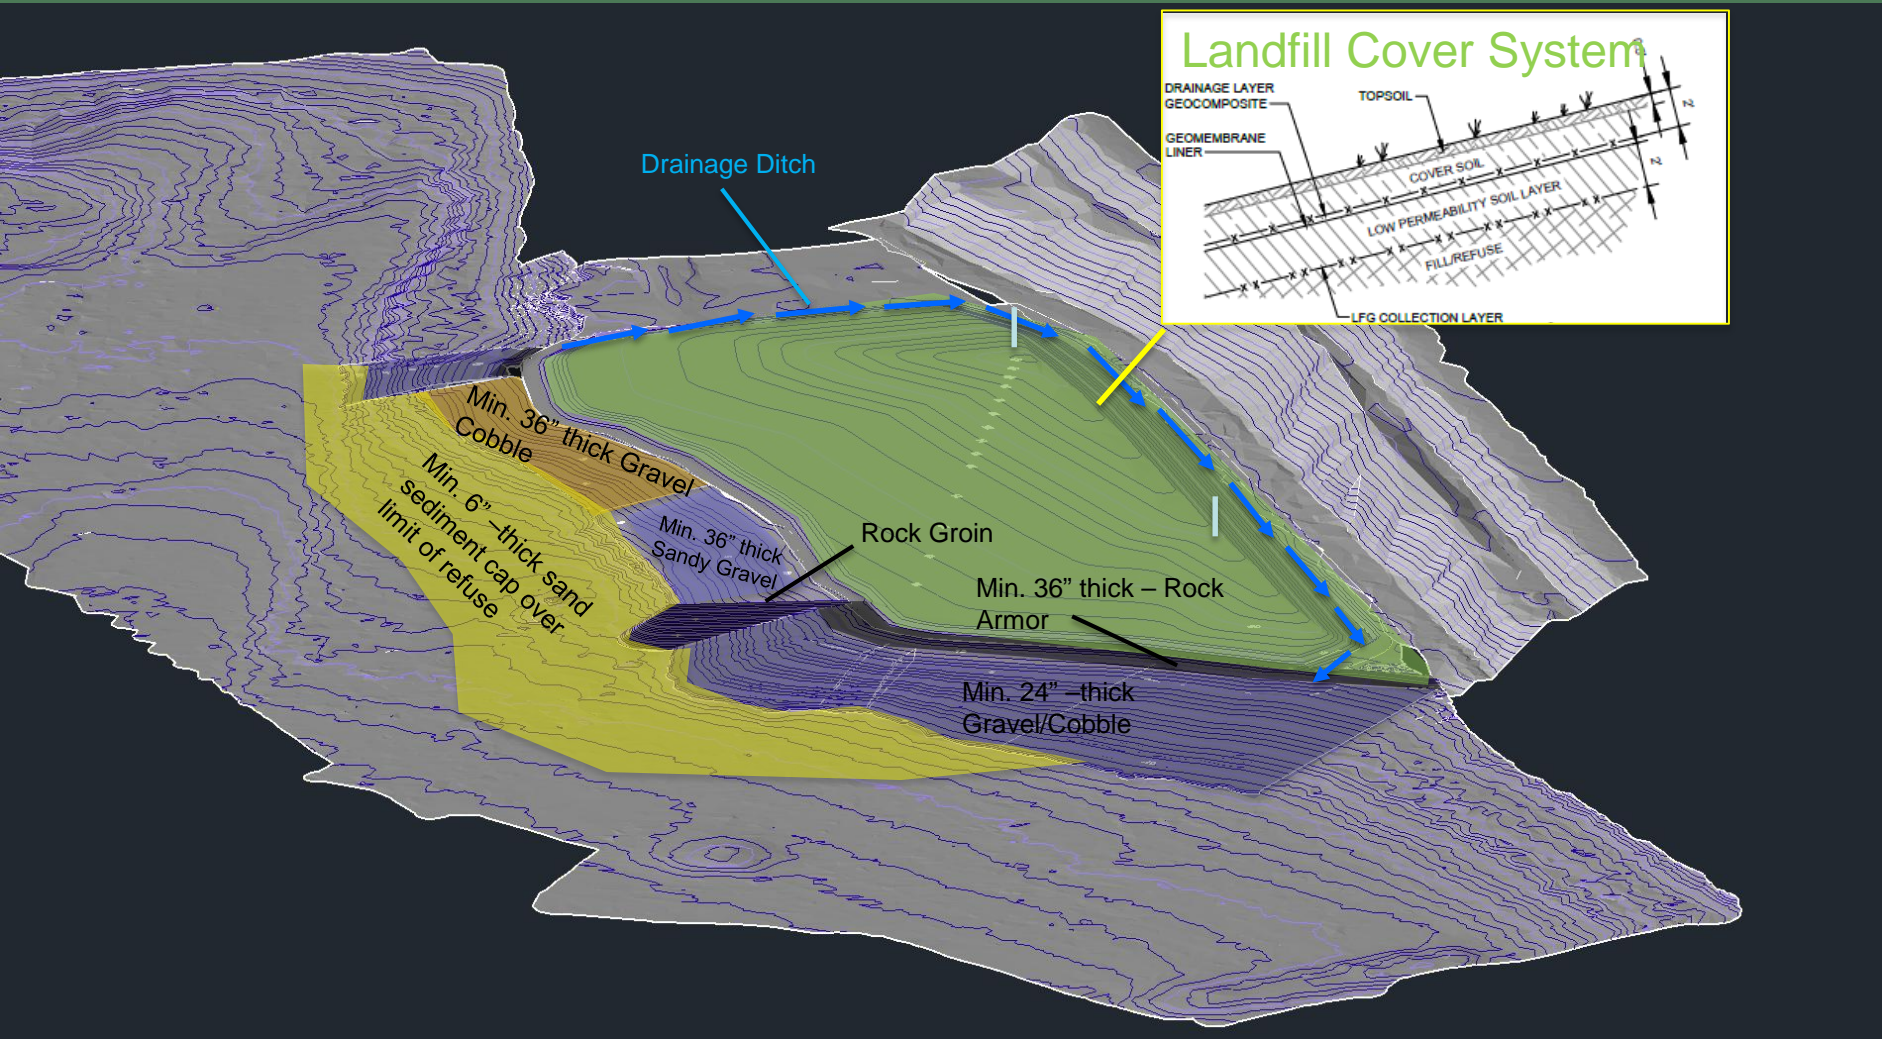 Landfill Cover System
DRAINAGE LAYER
GEOCOMPOSITE
TOPSOIL
GEOMEMBRANE
LINER
COVER SOIL
LOW PERMEABILITY SOIL LAYER
FILL/REFUSE
LFG COLLECTION LAYER
2'
2'
Drainage Ditch
Min. 36” thick Gravel
Cobble
Min. 6” –thick sand
sediment cap over
limit of refuse
Min. 36” thick
Sandy Gravel
Rock Groin
Min. 36” thick – Rock
Armor
Min. 24” –thick
Gravel/Cobble